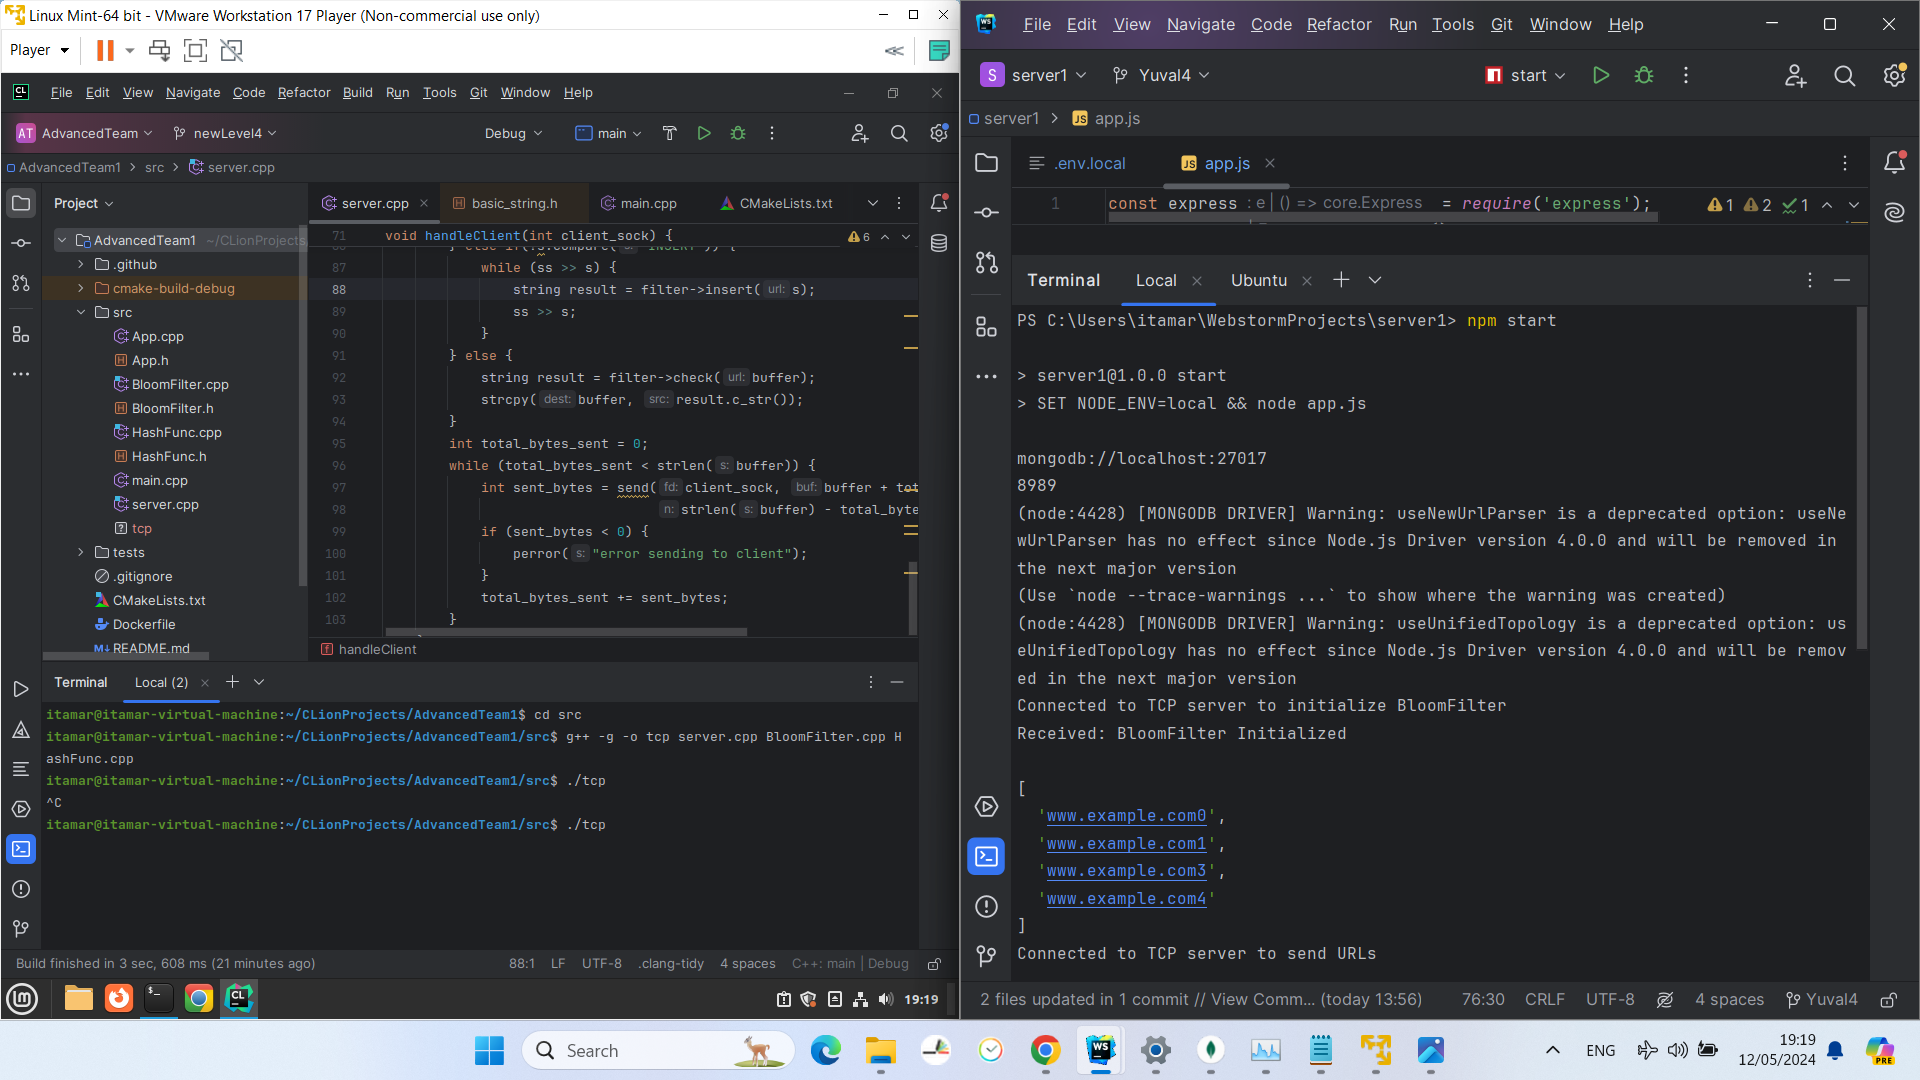 Linux Mint-64 bit - VMware Workstation 17 Player (Non-commercial use only)
Player
File Edit View Navigate Code Refactor Build Run Tools Git Window Help
AT AdvancedTeam newLevel4 Debug main
AdvancedTeam1 > src > server.cpp
Project
server.cpp basic_string.h main.cpp CMakeLists.txt
AdvancedTeam1 ~/CLionProjects
.github
cmake-build-debug
src
App.cpp
App.h
BloomFilter.cpp
BloomFilter.h
HashFunc.cpp
HashFunc.h
main.cpp
server.cpp
tcp
tests
.gitignore
CMakeLists.txt
Dockerfile
README.md
71 void handleClient(int client_sock) { 6
87 while (ss >> s) {
88 string result = filter->insert( url: s);
89 ss >> s;
90 }
91 } else {
92 string result = filter->check( url: buffer);
93 strcpy( dest: buffer, src: result.c_str());
94 }
95 int total_bytes_sent = 0;
96 while (total_bytes_sent < strlen( s: buffer)) {
97 int sent_bytes = send( fd: client_sock, buf: buffer + tot
98 n: strlen( s: buffer) - total_byte
99 if (sent_bytes < 0) {
100 perror( s: "error sending to client");
101 }
102 total_bytes_sent += sent_bytes;
103 }
handleClient
Terminal Local (2)
itamar@itamar-virtual-machine:~/CLionProjects/AdvancedTeam1$ cd src
itamar@itamar-virtual-machine:~/CLionProjects/AdvancedTeam1/src$ g++ -g -o tcp server.cpp BloomFilter.cpp H
ashFunc.cpp
itamar@itamar-virtual-machine:~/CLionProjects/AdvancedTeam1/src$ ./tcp
^C
itamar@itamar-virtual-machine:~/CLionProjects/AdvancedTeam1/src$ ./tcp
Build finished in 3 sec, 608 ms (21 minutes ago) 88:1 LF UTF-8 .clang-tidy 4 spaces C++: main | Debug
19:19
File Edit View Navigate Code Refactor Run Tools Git Window Help
S server1 Yuval4 start
server1 > JS app.js
.env.local JS app.js
1 const express : e | () => core.Express = require('express'); 1 2 1
Terminal Local Ubuntu
PS C:\Users\itamar\WebstormProjects\server1> npm start
> server1@1.0.0 start
> SET NODE_ENV=local && node app.js
mongodb://localhost:27017
8989
(node:4428) [MONGODB DRIVER] Warning: useNewUrlParser is a deprecated option: useNe
wUrlParser has no effect since Node.js Driver version 4.0.0 and will be removed in
the next major version
(Use `node --trace-warnings ...` to show where the warning was created)
(node:4428) [MONGODB DRIVER] Warning: useUnifiedTopology is a deprecated option: us
eUnifiedTopology has no effect since Node.js Driver version 4.0.0 and will be remov
ed in the next major version
Connected to TCP server to initialize BloomFilter
Received: BloomFilter Initialized
[
'www.example.com0',
'www.example.com1',
'www.example.com3',
'www.example.com4'
]
Connected to TCP server to send URLs
2 files updated in 1 commit // View Comm... (today 13:56) 76:30 CRLF UTF-8 4 spaces Yuval4
Search
ENG
19:19
12/05/2024